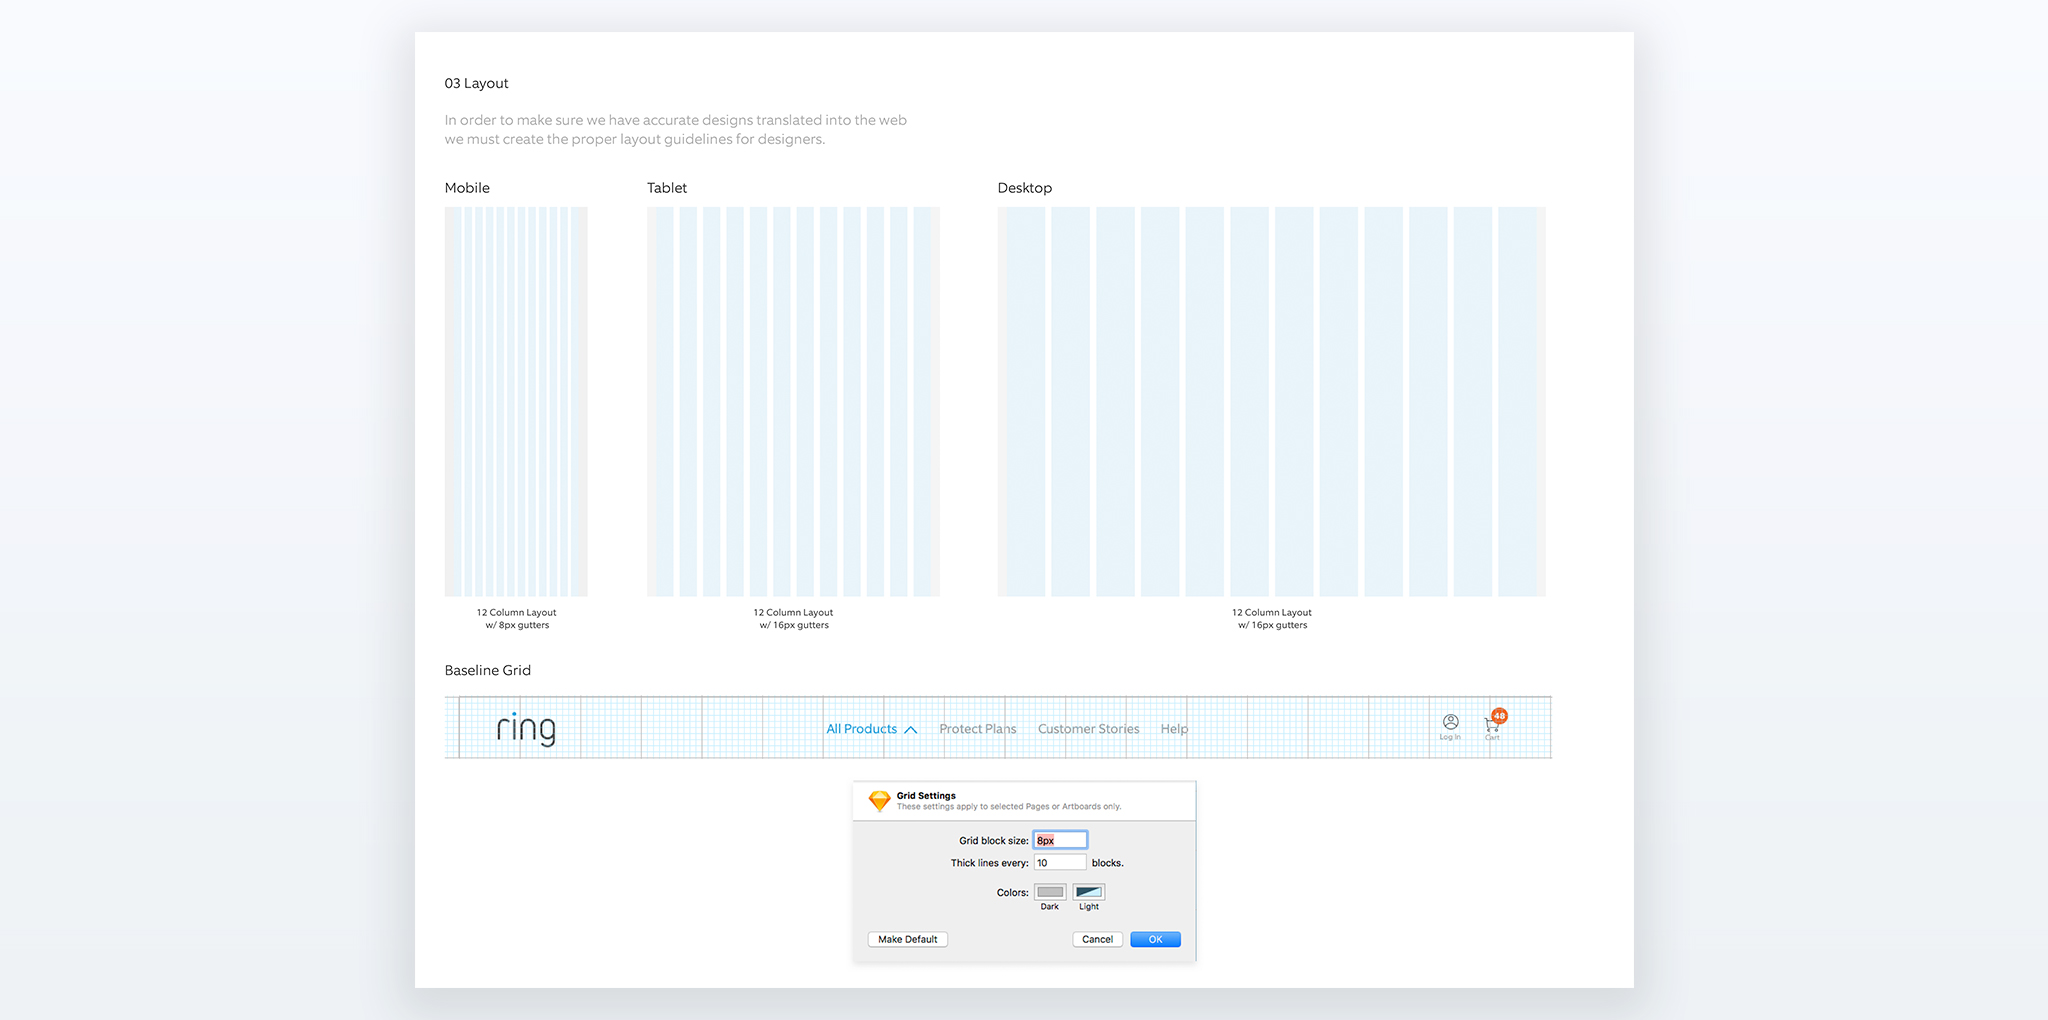 03 Layout
In order to make sure we have accurate designs translated into the web
we must create the proper layout guidelines for designers.
Mobile
Tablet
Desktop
12 Column Layout
w/ 8px gutters
12 Column Layout
w/ 16px gutters
12 Column Layout
w/ 16px gutters
Baseline Grid
ring
All Products
Protect Plans
Customer Stories
Help
Log In
48
Cart
Grid Settings
These settings apply to selected Pages or Artboards only.
Grid block size: 8px
Thick lines every: 10 blocks.
Colors:
Dark
Light
Make Default
Cancel
OK